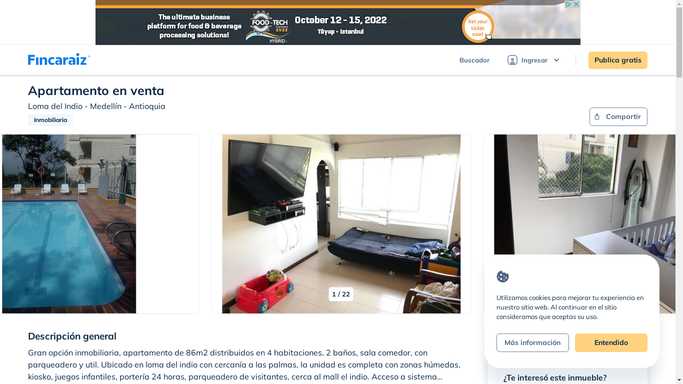 The ultimate business
platform for food & beverage
processing solutions!
FOOD-TECH
October 12 - 15, 2022
Tüyap - Istanbul
Get your
ticket
now!
Fincaraiz
Buscador
Ingresar
Publica gratis
Apartamento en venta
Loma del Indio - Medellín - Antioquia
Inmobiliaria
Compartir
1 / 22
Utilizamos cookies para mejorar tu experiencia en
nuestro sitio web. Al continuar en el sitio
consideramos que aceptas su uso.
Más información
Entendido
Descripción general
Gran opción inmobiliaria, apartamento de 86m2 distribuidos en 4 habitaciones, 2 baños, sala comedor, con
parqueadero y util. Ubicado en loma del indio con cercanía a las palmas, la unidad es completa con zonas húmedas,
kiosko, juegos infantiles, portería 24 horas, parqueadero de visitantes, cerca al mall el indio. Acceso a sistema...
¿Te interesó este inmueble?